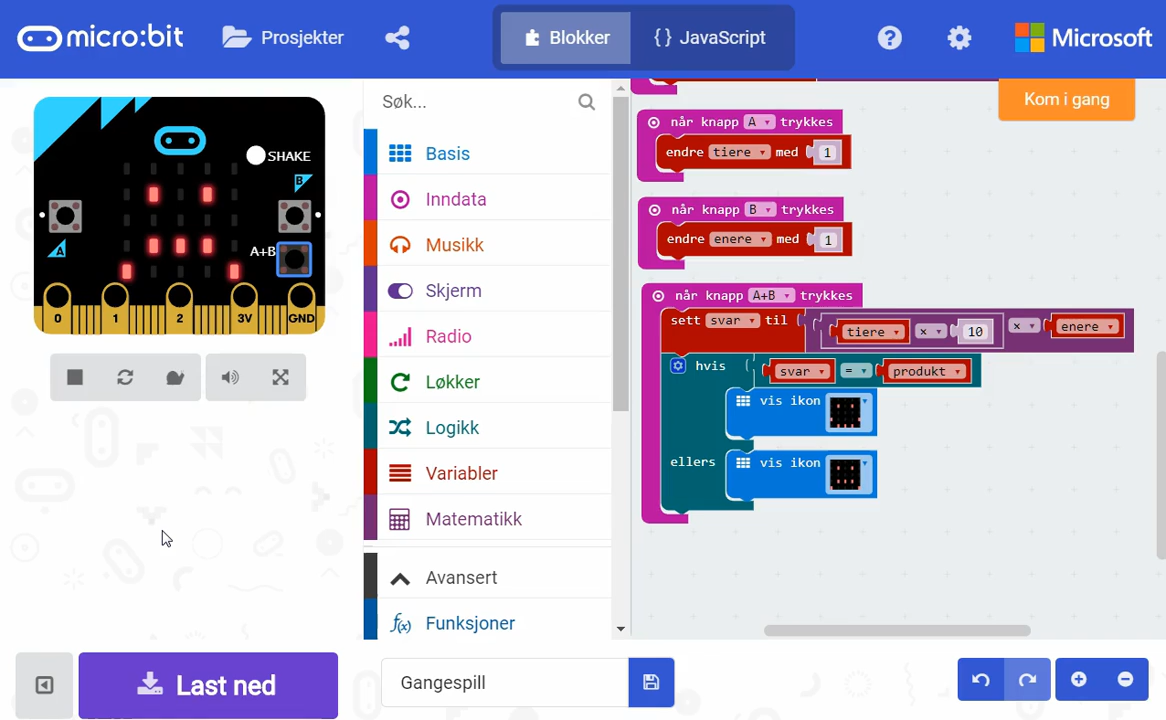 micro:bit
Prosjekter
Blokker
{ } JavaScript
Microsoft
SHAKE
B
A
A+B
0 1 2 3V GND
Søk...
Basis
Inndata
Musikk
Skjerm
Radio
Løkker
Logikk
Variabler
Matematikk
Avansert
f(x) Funksjoner
Kom i gang
når knapp A trykkes
endre tiere med 1
når knapp B trykkes
endre enere med 1
når knapp A+B trykkes
sett svar til tiere × 10 × enere
hvis svar = produkt
vis ikon
ellers vis ikon
Last ned
Gangespill